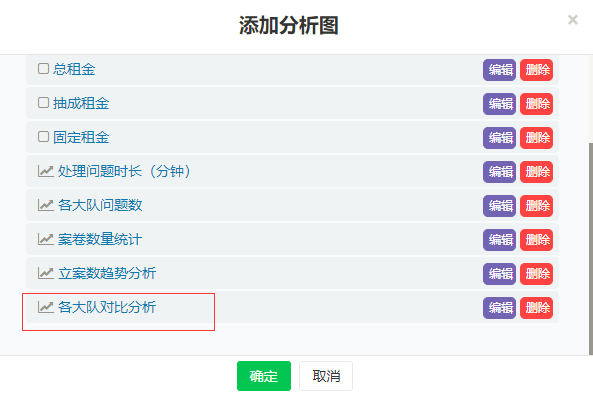 添加分析图
×
总租金 编辑 删除
抽成租金 编辑 删除
固定租金 编辑 删除
处理问题时长（分钟） 编辑 删除
各大队问题数 编辑 删除
案卷数量统计 编辑 删除
立案数趋势分析 编辑 删除
各大队对比分析 编辑 删除
确定 取消